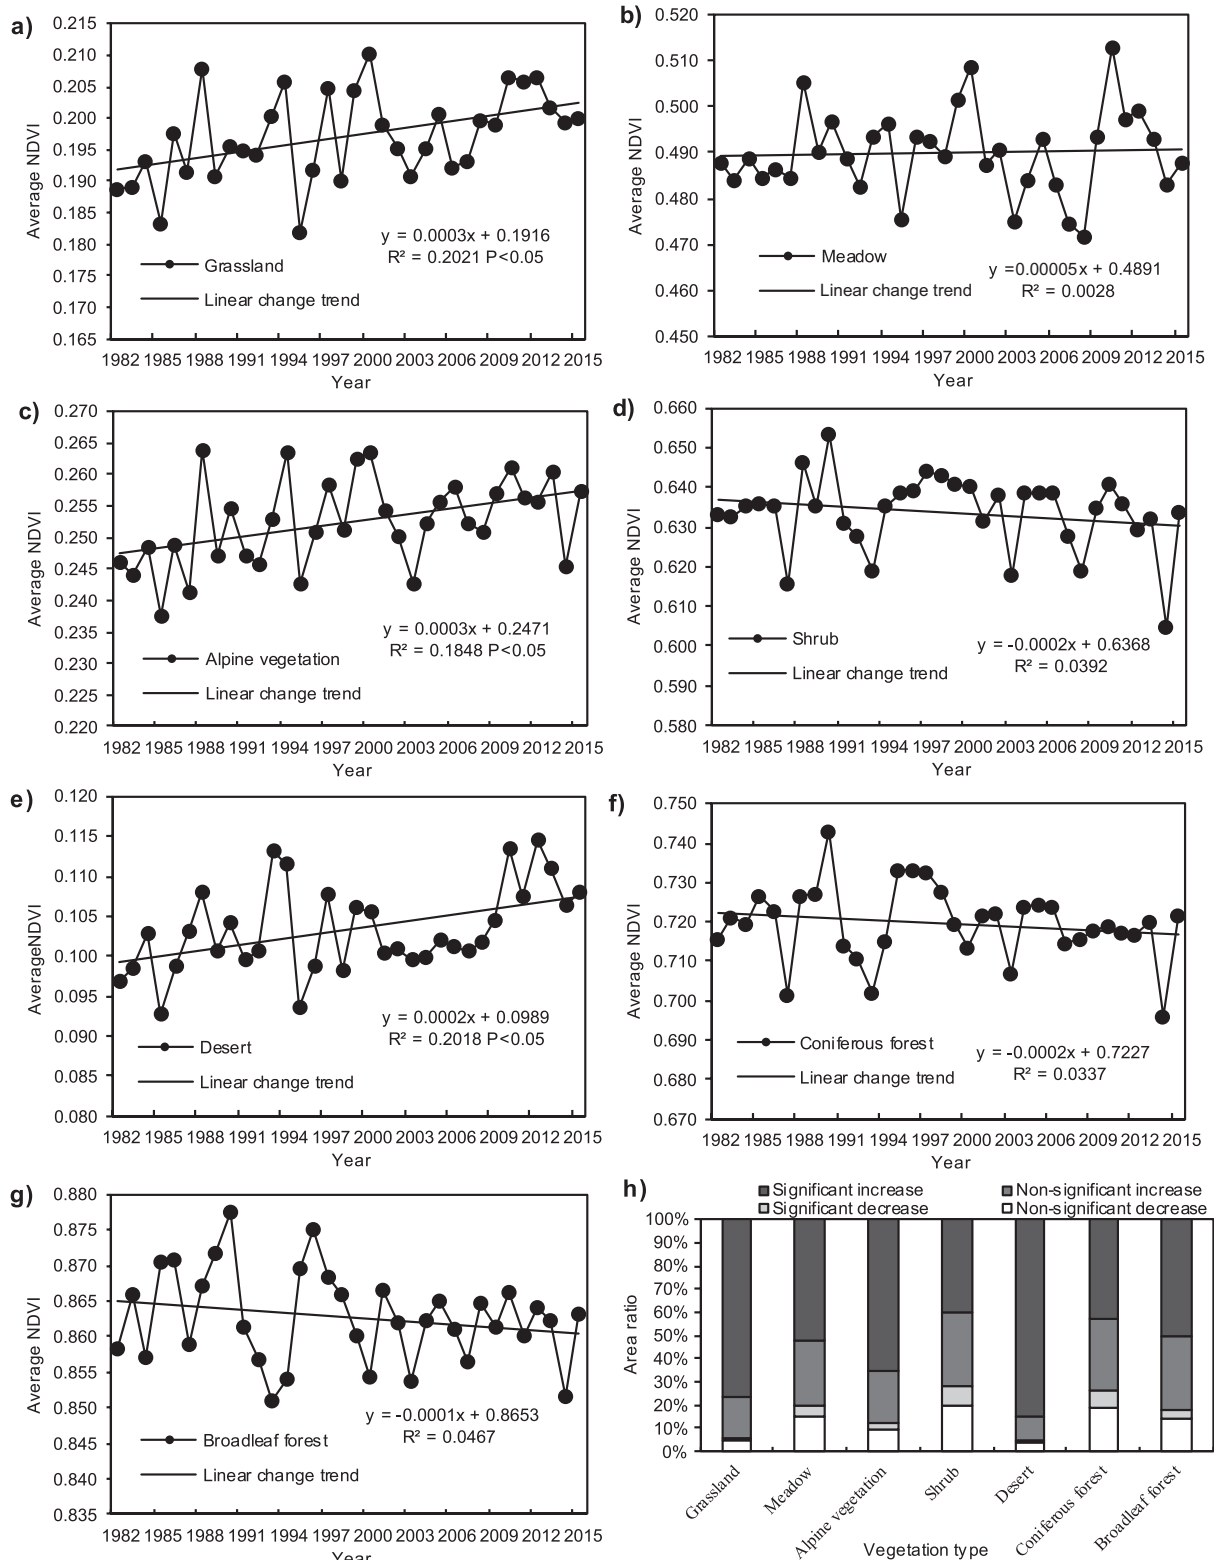 a)
0.215
0.210
0.205
0.200
0.195
0.190
0.185
0.180
0.175
0.170
0.165
Average NDVI
y = 0.0003x + 0.1916
R² = 0.2021 P<0.05
Grassland
Linear change trend
1982 1985 1988 1991 1994 1997 2000 2003 2006 2009 2012 2015
Year
b)
0.520
0.510
0.500
0.490
0.480
0.470
0.460
0.450
Average NDVI
Meadow
y =0.00005x + 0.4891
Linear change trend
R² = 0.0028
1982 1985 1988 1991 1994 1997 2000 2003 2006 2009 2012 2015
Year
c)
0.270
0.265
0.260
0.255
0.250
0.245
0.240
0.235
0.230
0.225
0.220
Average NDVI
y = 0.0003x + 0.2471
R² = 0.1848 P<0.05
Alpine vegetation
Linear change trend
1982 1985 1988 1991 1994 1997 2000 2003 2006 2009 2012 2015
Year
d)
0.660
0.650
0.640
0.630
0.620
0.610
0.600
0.590
0.580
Average NDVI
Shrub
y = -0.0002x + 0.6368
R² = 0.0392
Linear change trend
1982 1985 1988 1991 1994 1997 2000 2003 2006 2009 2012 2015
Year
e)
0.120
0.115
0.110
0.105
0.100
0.095
0.090
0.085
0.080
AverageNDVI
y = 0.0002x + 0.0989
R² = 0.2018 P<0.05
Desert
Linear change trend
1982 1985 1988 1991 1994 1997 2000 2003 2006 2009 2012 2015
Year
f)
0.750
0.740
0.730
0.720
0.710
0.700
0.690
0.680
0.670
Average NDVI
Coniferous forest
y = -0.0002x + 0.7227
R² = 0.0337
Linear change trend
1982 1985 1988 1991 1994 1997 2000 2003 2006 2009 2012 2015
Year
g)
0.880
0.875
0.870
0.865
0.860
0.855
0.850
0.845
0.840
0.835
Average NDVI
y = -0.0001x + 0.8653
R² = 0.0467
Broadleaf forest
Linear change trend
1982 1985 1988 1991 1994 1997 2000 2003 2006 2009 2012 2015
Year
h)
Significant increase
Non-significant increase
Significant decrease
Non-significant decrease
100%
90%
80%
70%
60%
50%
40%
30%
20%
10%
0%
Area ratio
Grassland
Meadow
Alpine vegetation
Shrub
Desert
Coniferous forest
Broadleaf forest
Vegetation type